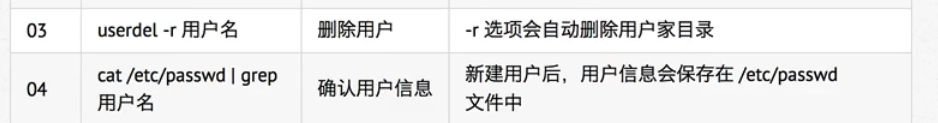 03 userdel -r 用户名 删除用户 -r 选项会自动删除用户家目录
04 cat /etc/passwd | grep 用户名 确认用户信息 新建用户后，用户信息会保存在 /etc/passwd 文件中